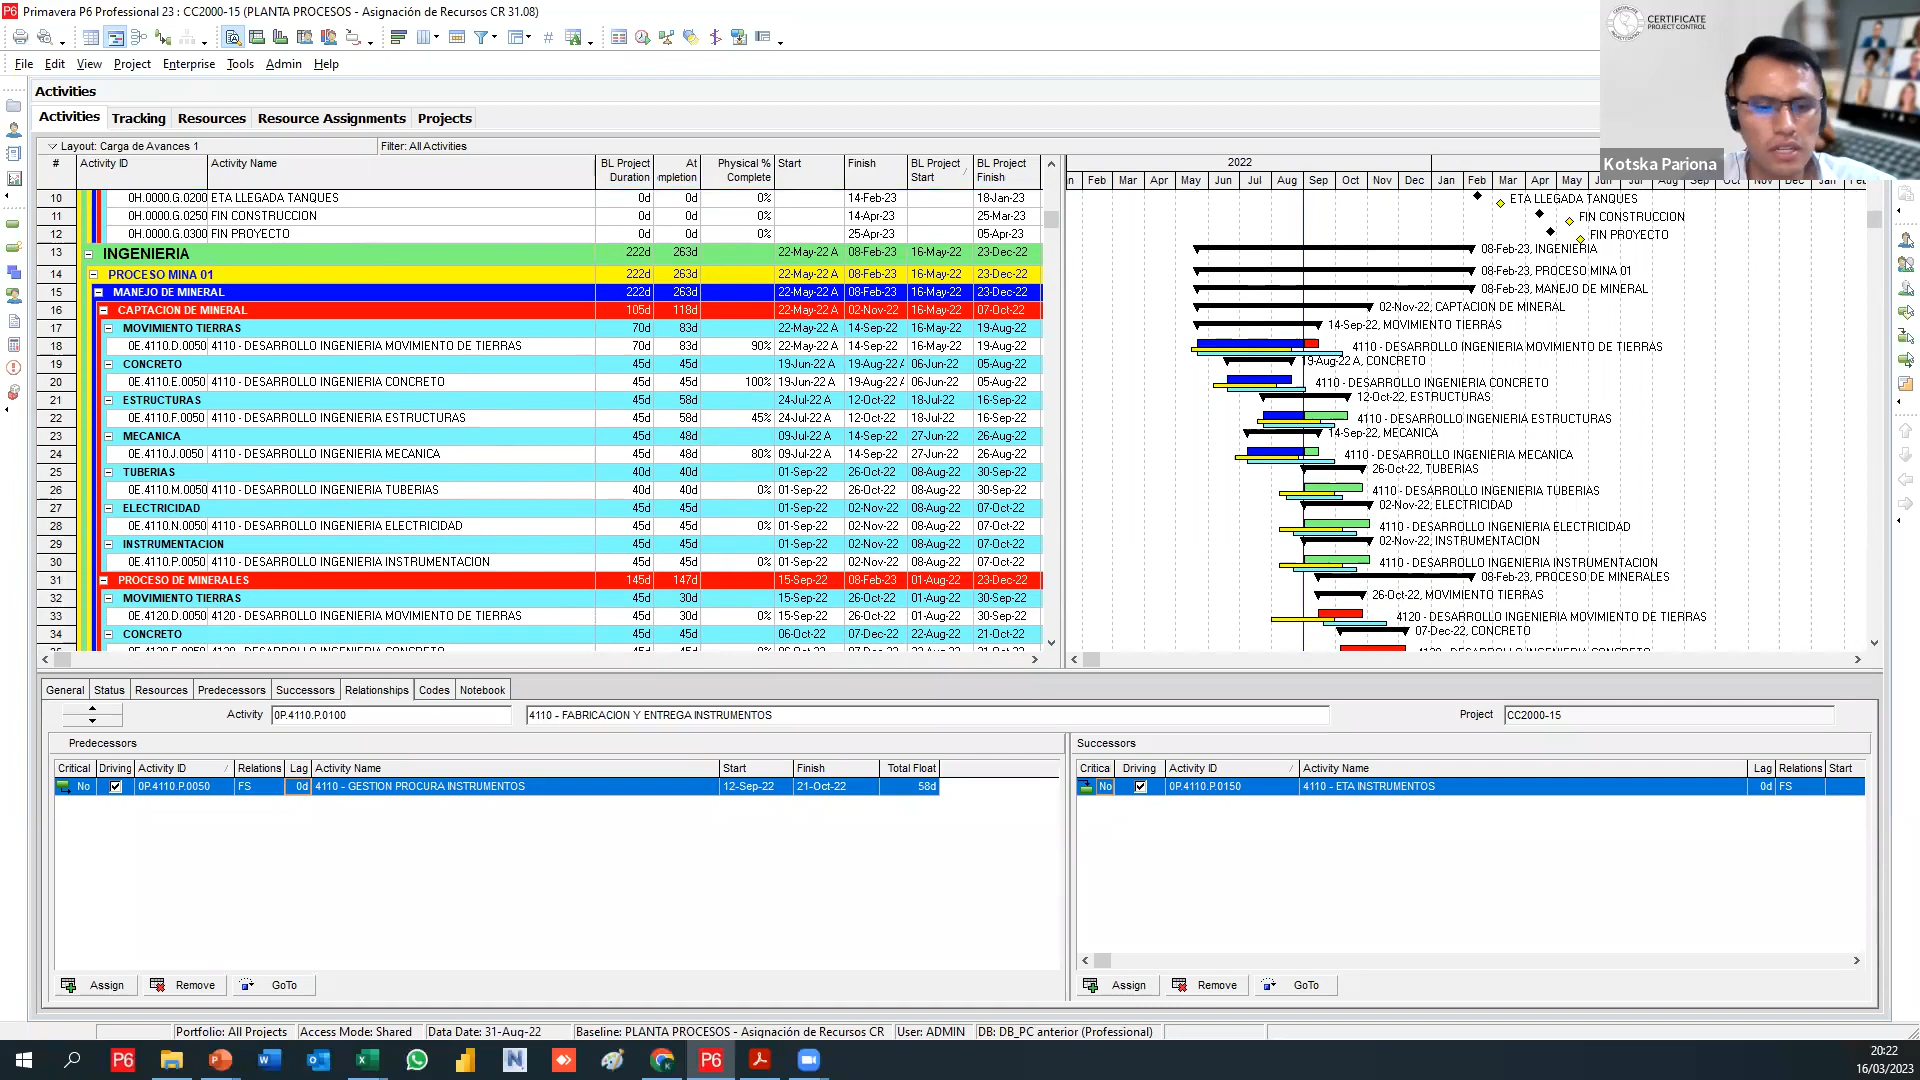 Primavera P6 Professional 23 : CC2000-15 (PLANTA PROCESOS - Asignación de Recursos CR 31.08)
File Edit View Project Enterprise Tools Admin Help
CERTIFICATE
PROJECT CONTROL
Kotska Pariona
Activities
Activities Tracking Resources Resource Assignments Projects
Layout: Carga de Avances 1 Filter: All Activities
# Activity ID Activity Name BL Project Duration At Completion Physical % Complete Start Finish BL Project Start BL Project Finish
10 0H.0000.G.0200 ETA LLEGADA TANQUES 0d 0d 0% 14-Feb-23 18-Jan-23
11 0H.0000.G.0250 FIN CONSTRUCCION 0d 0d 0% 14-Apr-23 25-Mar-23
12 0H.0000.G.0300 FIN PROYECTO 0d 0d 0% 25-Apr-23 05-Apr-23
13 INGENIERIA 222d 263d 22-May-22 A 08-Feb-23 16-May-22 23-Dec-22
14 PROCESO MINA 01 222d 263d 22-May-22 A 08-Feb-23 16-May-22 23-Dec-22
15 MANEJO DE MINERAL 222d 263d 22-May-22 A 08-Feb-23 16-May-22 23-Dec-22
16 CAPTACION DE MINERAL 105d 118d 22-May-22 A 02-Nov-22 16-May-22 07-Oct-22
17 MOVIMIENTO TIERRAS 70d 83d 22-May-22 A 14-Sep-22 16-May-22 19-Aug-22
18 0E.4110.D.0050 4110 - DESARROLLO INGENIERIA MOVIMIENTO DE TIERRAS 70d 83d 90% 22-May-22 A 14-Sep-22 16-May-22 19-Aug-22
19 CONCRETO 45d 45d 19-Jun-22 A 19-Aug-22 A 06-Jun-22 05-Aug-22
20 0E.4110.E.0050 4110 - DESARROLLO INGENIERIA CONCRETO 45d 45d 100% 19-Jun-22 A 19-Aug-22 A 06-Jun-22 05-Aug-22
21 ESTRUCTURAS 45d 58d 24-Jul-22 A 12-Oct-22 18-Jul-22 16-Sep-22
22 0E.4110.F.0050 4110 - DESARROLLO INGENIERIA ESTRUCTURAS 45d 58d 45% 24-Jul-22 A 12-Oct-22 18-Jul-22 16-Sep-22
23 MECANICA 45d 48d 09-Jul-22 A 14-Sep-22 27-Jun-22 26-Aug-22
24 0E.4110.J.0050 4110 - DESARROLLO INGENIERIA MECANICA 45d 48d 80% 09-Jul-22 A 14-Sep-22 27-Jun-22 26-Aug-22
25 TUBERIAS 40d 40d 01-Sep-22 26-Oct-22 08-Aug-22 30-Sep-22
26 0E.4110.M.0050 4110 - DESARROLLO INGENIERIA TUBERIAS 40d 40d 0% 01-Sep-22 26-Oct-22 08-Aug-22 30-Sep-22
27 ELECTRICIDAD 45d 45d 01-Sep-22 02-Nov-22 08-Aug-22 07-Oct-22
28 0E.4110.N.0050 4110 - DESARROLLO INGENIERIA ELECTRICIDAD 45d 45d 0% 01-Sep-22 02-Nov-22 08-Aug-22 07-Oct-22
29 INSTRUMENTACION 45d 45d 01-Sep-22 02-Nov-22 08-Aug-22 07-Oct-22
30 0E.4110.P.0050 4110 - DESARROLLO INGENIERIA INSTRUMENTACION 45d 45d 0% 01-Sep-22 02-Nov-22 08-Aug-22 07-Oct-22
31 PROCESO DE MINERALES 145d 147d 15-Sep-22 08-Feb-23 01-Aug-22 23-Dec-22
32 MOVIMIENTO TIERRAS 45d 30d 15-Sep-22 26-Oct-22 01-Aug-22 30-Sep-22
33 0E.4120.D.0050 4120 - DESARROLLO INGENIERIA MOVIMIENTO DE TIERRAS 45d 30d 0% 15-Sep-22 26-Oct-22 01-Aug-22 30-Sep-22
34 CONCRETO 45d 45d 06-Oct-22 07-Dec-22 22-Aug-22 21-Oct-22
2022
Feb Mar Apr May Jun Jul Aug Sep Oct Nov Dec Jan Feb Mar Apr May
ETA LLEGADA TANQUES
FIN CONSTRUCCION
FIN PROYECTO
08-Feb-23, INGENIERIA
08-Feb-23, PROCESO MINA 01
08-Feb-23, MANEJO DE MINERAL
02-Nov-22, CAPTACION DE MINERAL
14-Sep-22, MOVIMIENTO TIERRAS
4110 - DESARROLLO INGENIERIA MOVIMIENTO DE TIERRAS
19-Aug-22 A, CONCRETO
4110 - DESARROLLO INGENIERIA CONCRETO
12-Oct-22, ESTRUCTURAS
4110 - DESARROLLO INGENIERIA ESTRUCTURAS
14-Sep-22, MECANICA
4110 - DESARROLLO INGENIERIA MECANICA
26-Oct-22, TUBERIAS
4110 - DESARROLLO INGENIERIA TUBERIAS
02-Nov-22, ELECTRICIDAD
4110 - DESARROLLO INGENIERIA ELECTRICIDAD
02-Nov-22, INSTRUMENTACION
4110 - DESARROLLO INGENIERIA INSTRUMENTACION
08-Feb-23, PROCESO DE MINERALES
26-Oct-22, MOVIMIENTO TIERRAS
4120 - DESARROLLO INGENIERIA MOVIMIENTO DE TIERRAS
07-Dec-22, CONCRETO
General Status Resources Predecessors Successors Relationships Codes Notebook
Activity 0P.4110.P.0100 4110 - FABRICACION Y ENTREGA INSTRUMENTOS Project CC2000-15
Predecessors
Critical Driving Activity ID Relations Lag Activity Name Start Finish Total Float
No 0P.4110.P.0050 FS 0d 4110 - GESTION PROCURA INSTRUMENTOS 12-Sep-22 21-Oct-22 58d
Assign Remove GoTo
Successors
Critica Driving Activity ID Activity Name Lag Relations Start
No 0P.4110.P.0150 4110 - ETA INSTRUMENTOS 0d FS
Assign Remove GoTo
Portfolio: All Projects Access Mode: Shared Data Date: 31-Aug-22 Baseline: PLANTA PROCESOS - Asignación de Recursos CR User: ADMIN DB: DB_PC anterior (Professional)
20:22
16/03/2023